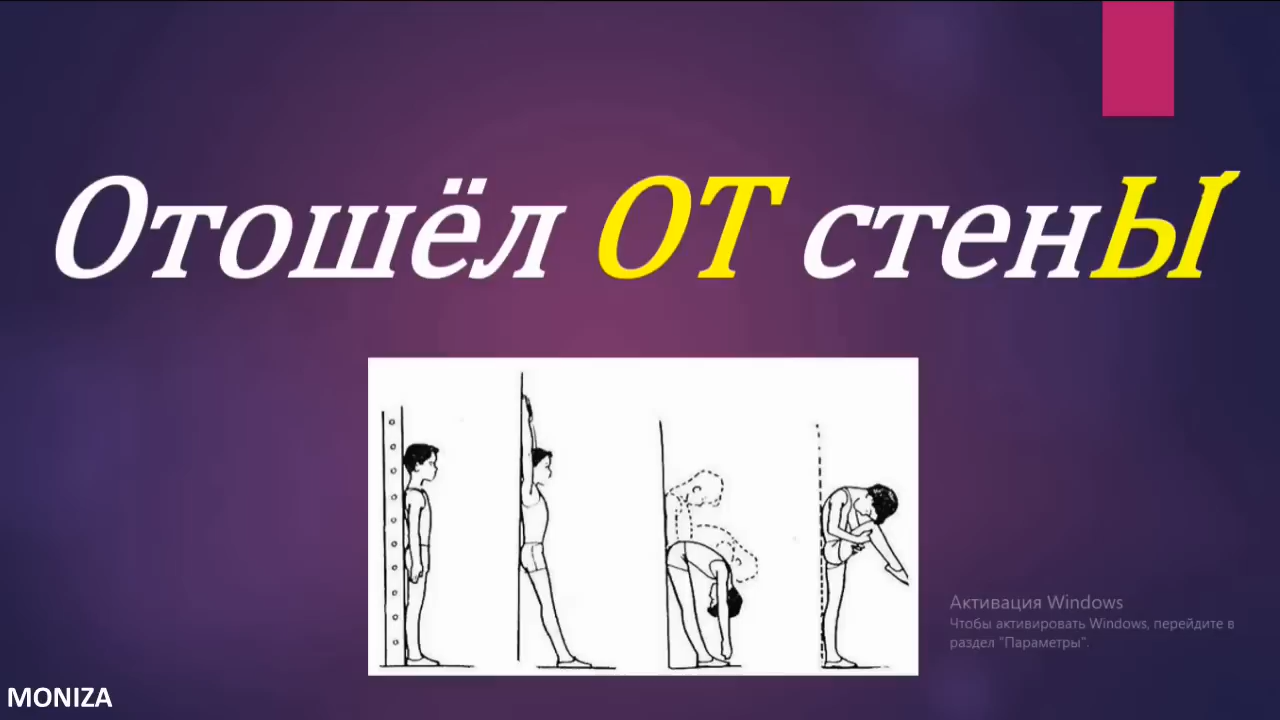 Отошёл ОТ стенЫ́
Активация Windows
Чтобы активировать Windows, перейдите в
раздел "Параметры".
MONIZA